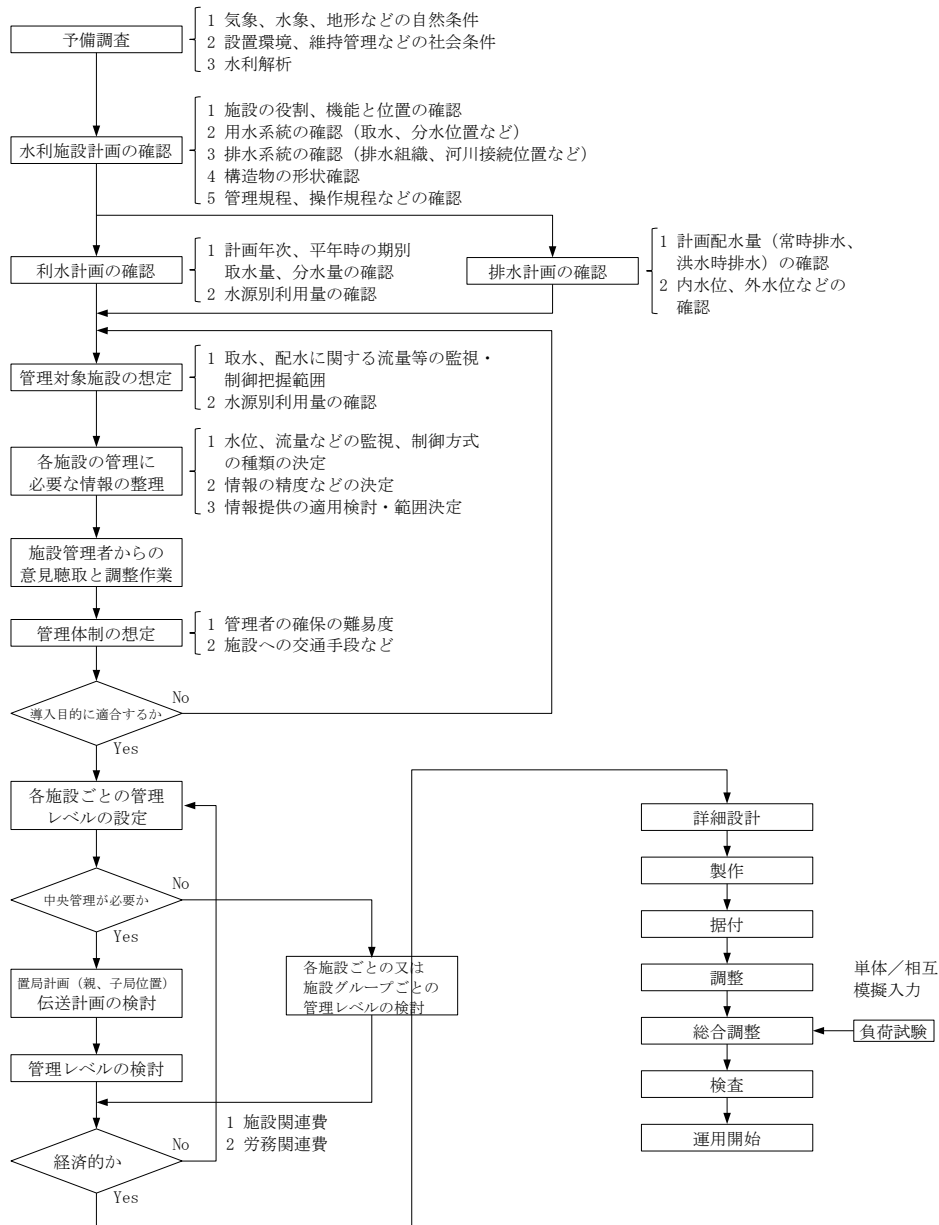 予備調査
1 気象、水象、地形などの自然条件
2 設置環境、維持管理などの社会条件
3 水利解析
水利施設計画の確認
1 施設の役割、機能と位置の確認
2 用水系統の確認（取水、分水位置など）
3 排水系統の確認（排水組織、河川接続位置など）
4 構造物の形状確認
5 管理規程、操作規程などの確認
利水計画の確認
1 計画年次、平年時の期別
取水量、分水量の確認
2 水源別利用量の確認
排水計画の確認
1 計画配水量（常時排水、
洪水時排水）の確認
2 内水位、外水位などの
確認
管理対象施設の想定
1 取水、配水に関する流量等の監視・
制御把握範囲
2 水源別利用量の確認
各施設の管理に
必要な情報の整理
1 水位、流量などの監視、制御方式
の種類の決定
2 情報の精度などの決定
3 情報提供の適用検討・範囲決定
施設管理者からの
意見聴取と調整作業
管理体制の想定
1 管理者の確保の難易度
2 施設への交通手段など
導入目的に適合するか
No
Yes
各施設ごとの管理
レベルの設定
中央管理が必要か
No
Yes
置局計画（親、子局位置）
伝送計画の検討
各施設ごとの又は
施設グループごとの
管理レベルの検討
管理レベルの検討
1 施設関連費
2 労務関連費
経済的か
No
Yes
詳細設計
製作
据付
調整
単体／相互
模擬入力
総合調整
負荷試験
検査
運用開始